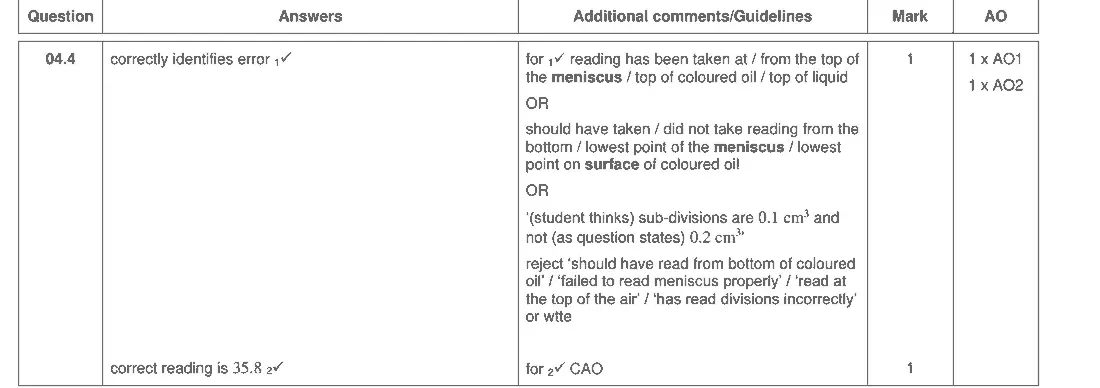 Question Answers Additional comments/Guidelines Mark AO
04.4 correctly identifies error ₁✓ for ₁✓ reading has been taken at / from the top of 1 1 x AO1
the meniscus / top of coloured oil / top of liquid
1 x AO2
OR
should have taken / did not take reading from the
bottom / lowest point of the meniscus / lowest
point on surface of coloured oil
OR
'(student thinks) sub-divisions are 0.1 cm³ and
not (as question states) 0.2 cm³'
reject 'should have read from bottom of coloured
oil' / 'failed to read meniscus properly' / 'read at
the top of the air' / 'has read divisions incorrectly'
or wtte
correct reading is 35.8 ₂✓ for ₂✓ CAO 1